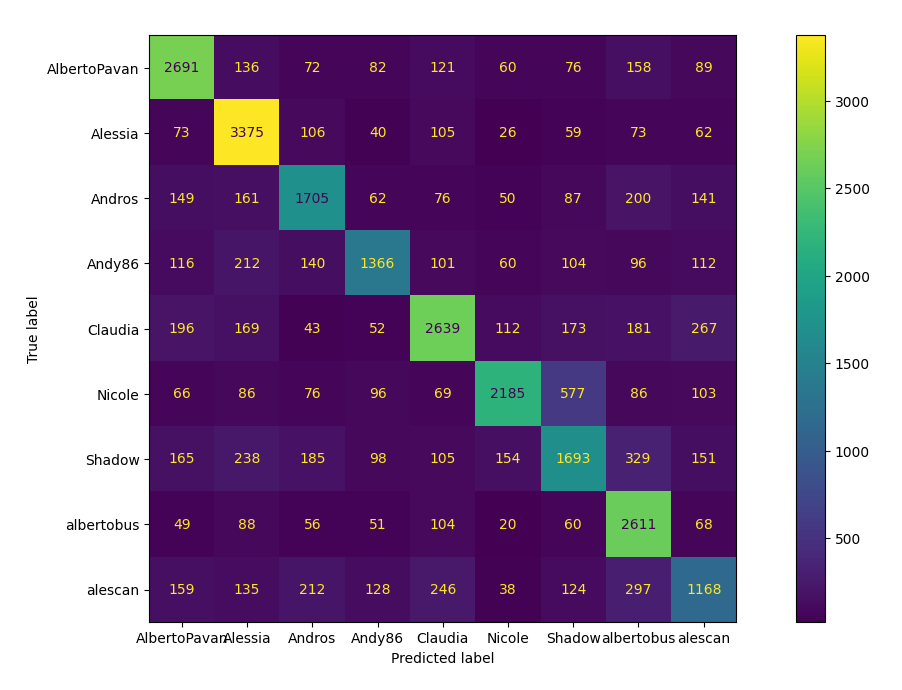 AlbertoPavan 2691 136 72 82 121 60 76 158 89
Alessia 73 3375 106 40 105 26 59 73 62
Andros 149 161 1705 62 76 50 87 200 141
Andy86 116 212 140 1366 101 60 104 96 112
Claudia 196 169 43 52 2639 112 173 181 267
Nicole 66 86 76 96 69 2185 577 86 103
Shadow 165 238 185 98 105 154 1693 329 151
albertobus 49 88 56 51 104 20 60 2611 68
alescan 159 135 212 128 246 38 124 297 1168
AlbertoPavan Alessia Andros Andy86 Claudia Nicole Shadow albertobus alescan
Predicted label
True label
3000
2500
2000
1500
1000
500